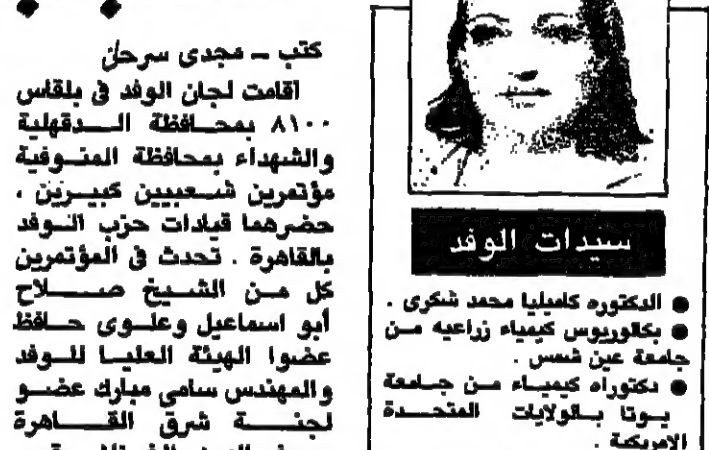 كتب ـ مجدى سرحان
اقامت لجان الوفد فى بلقاس
٨١٠٠ بمحافظة الدقهلية
والشهداء بمحافظة المنوفية
مؤتمرين شعبيين كبيرين ،
حضرهما قيادات حزب الوفد
بالقاهرة . تحدث فى المؤتمرين
كل من الشيخ صلاح
أبو اسماعيل وعلوى حافظ
عضوا الهيئة العليا للوفد
والمهندس سامى مبارك عضو
لجنة شرق القاهرة
سيدات الوفد
● الدكتوره كاميليا محمد شكرى .
● بكالوريوس كيمياء زراعيه من
جامعة عين شمس .
● دكتوراه كيمياء من جامعة
يوتا بالولايات المتحدة
الامريكية .